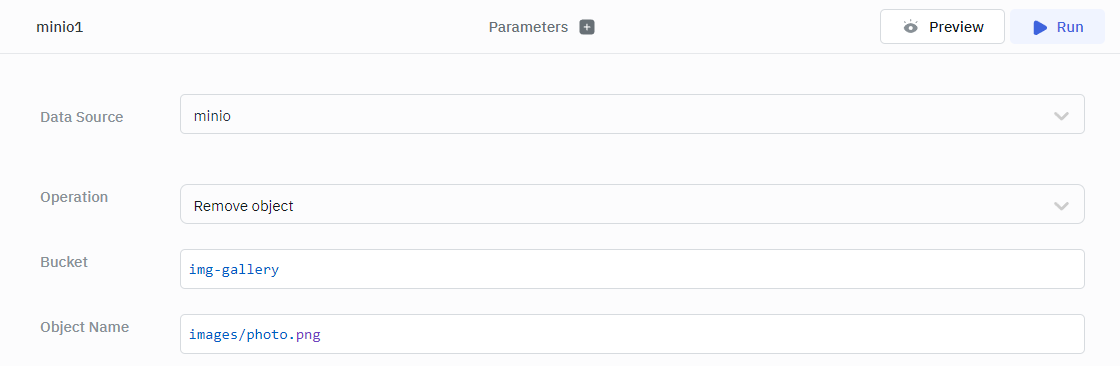 minio1
Parameters
Preview
Run
Data Source
minio
Operation
Remove object
Bucket
img-gallery
Object Name
images/photo.png